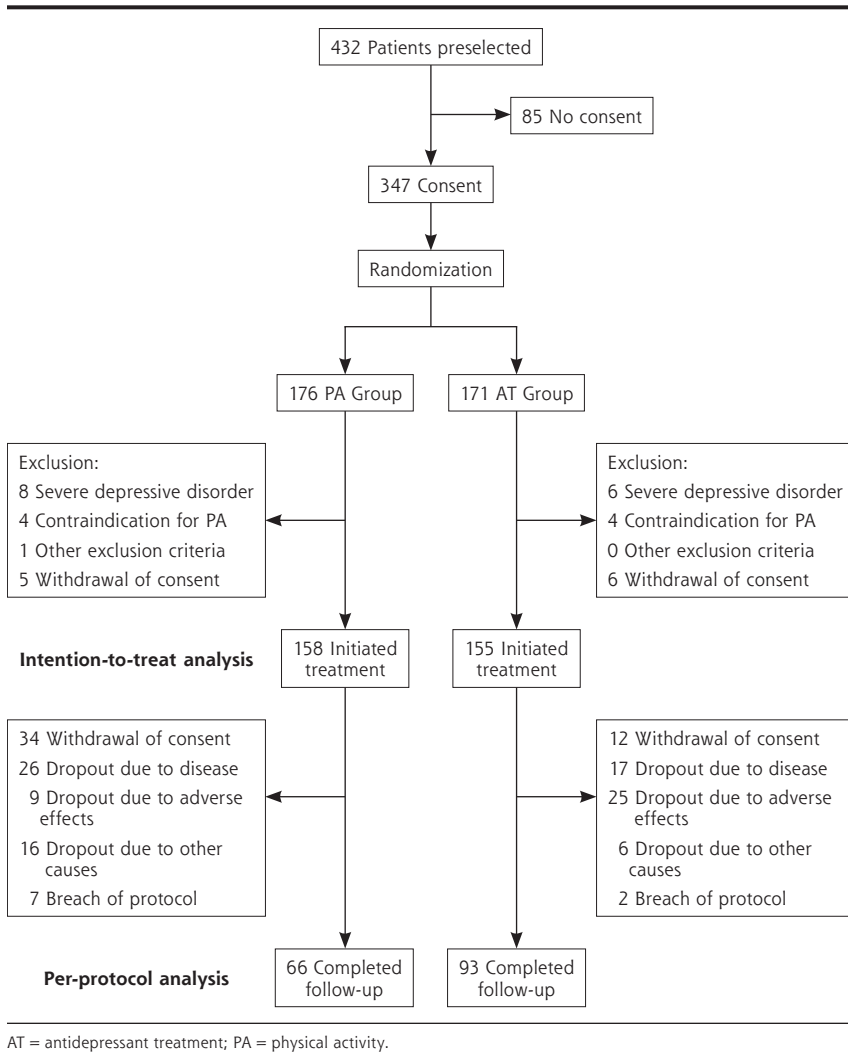 432 Patients preselected
85 No consent
347 Consent
Randomization
176 PA Group
171 AT Group
Exclusion:
8 Severe depressive disorder
4 Contraindication for PA
1 Other exclusion criteria
5 Withdrawal of consent
Exclusion:
6 Severe depressive disorder
4 Contraindication for PA
0 Other exclusion criteria
6 Withdrawal of consent
Intention-to-treat analysis
158 Initiated
treatment
155 Initiated
treatment
34 Withdrawal of consent
26 Dropout due to disease
9 Dropout due to adverse
effects
16 Dropout due to other
causes
7 Breach of protocol
12 Withdrawal of consent
17 Dropout due to disease
25 Dropout due to adverse
effects
6 Dropout due to other
causes
2 Breach of protocol
Per-protocol analysis
66 Completed
follow-up
93 Completed
follow-up
AT = antidepressant treatment; PA = physical activity.